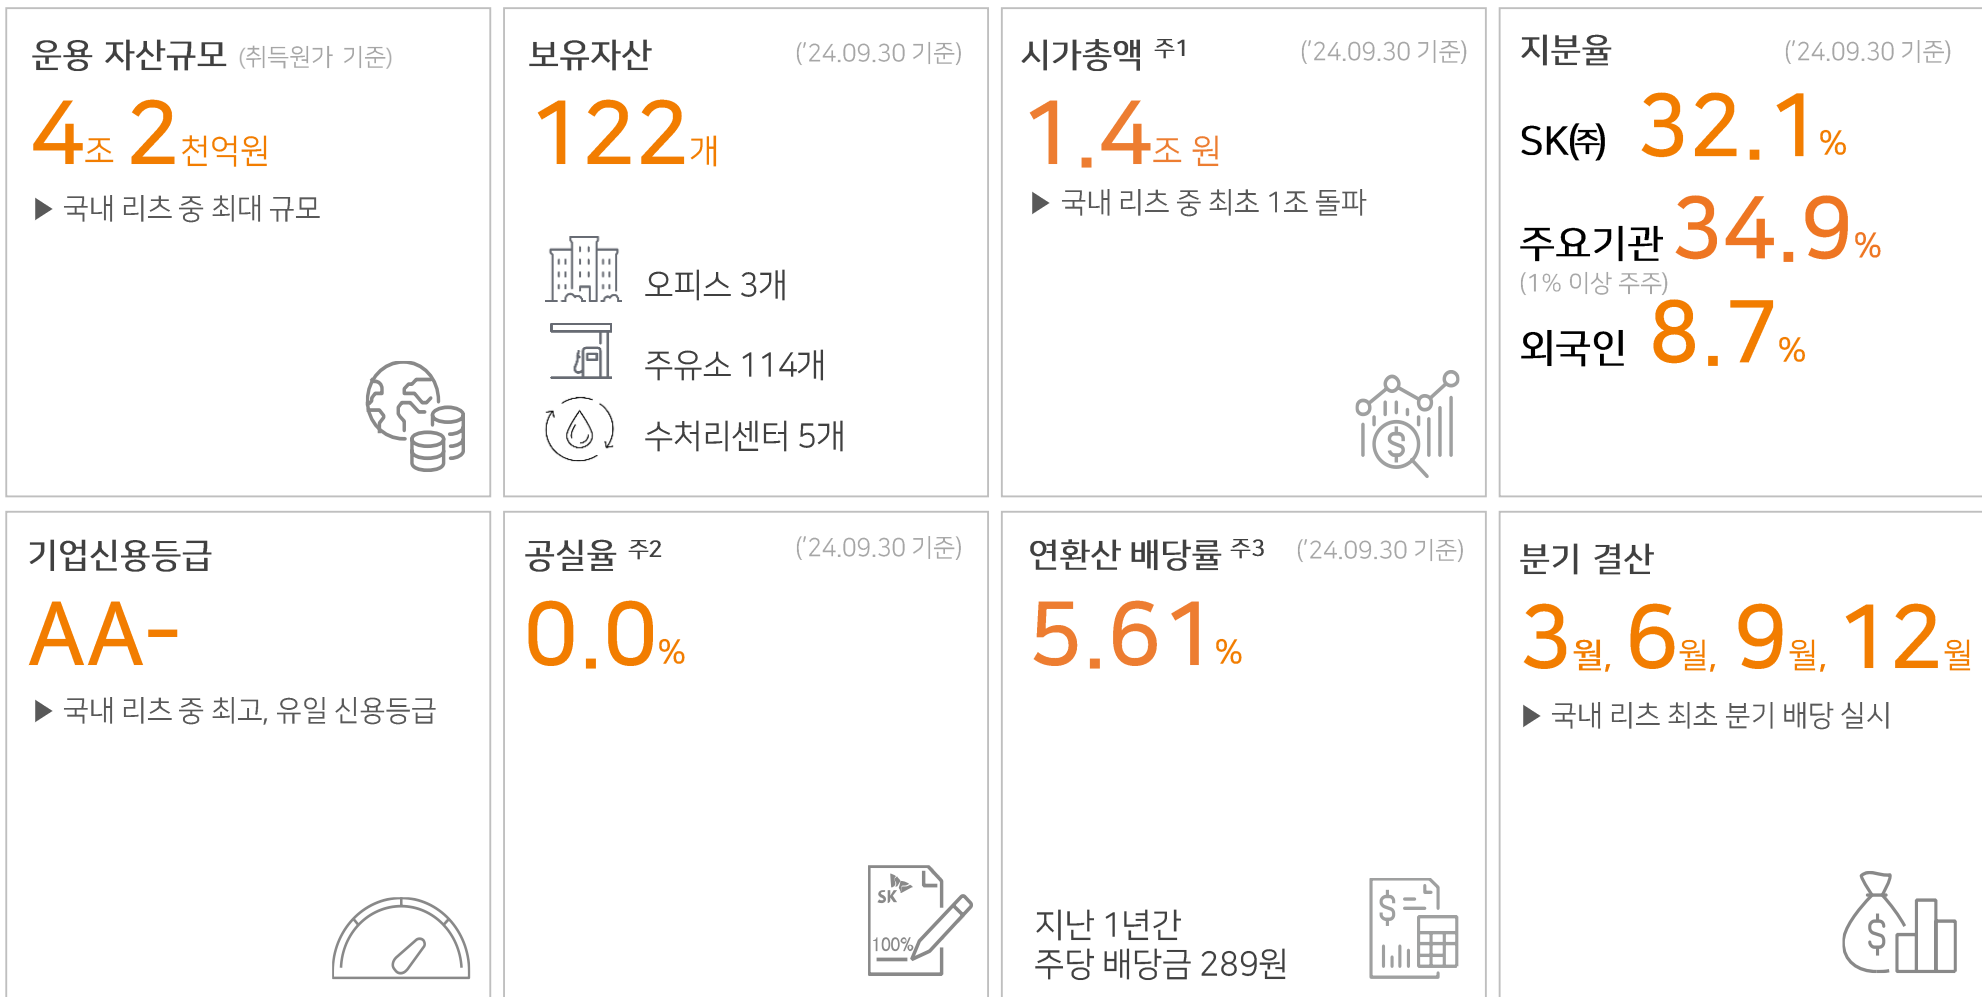 운용 자산규모 (취득원가 기준)
4조 2천억원
▶ 국내 리츠 중 최대 규모
보유자산 ('24.09.30 기준)
122개
오피스 3개
주유소 114개
수처리센터 5개
시가총액 주1 ('24.09.30 기준)
1.4조 원
▶ 국내 리츠 중 최초 1조 돌파
지분율 ('24.09.30 기준)
SK㈜ 32.1%
주요기관 34.9%
(1% 이상 주주)
외국인 8.7%
기업신용등급
AA-
▶ 국내 리츠 중 최고, 유일 신용등급
공실율 주2 ('24.09.30 기준)
0.0%
SK
100%
연환산 배당률 주3 ('24.09.30 기준)
5.61%
지난 1년간
주당 배당금 289원
분기 결산
3월, 6월, 9월, 12월
▶ 국내 리츠 최초 분기 배당 실시